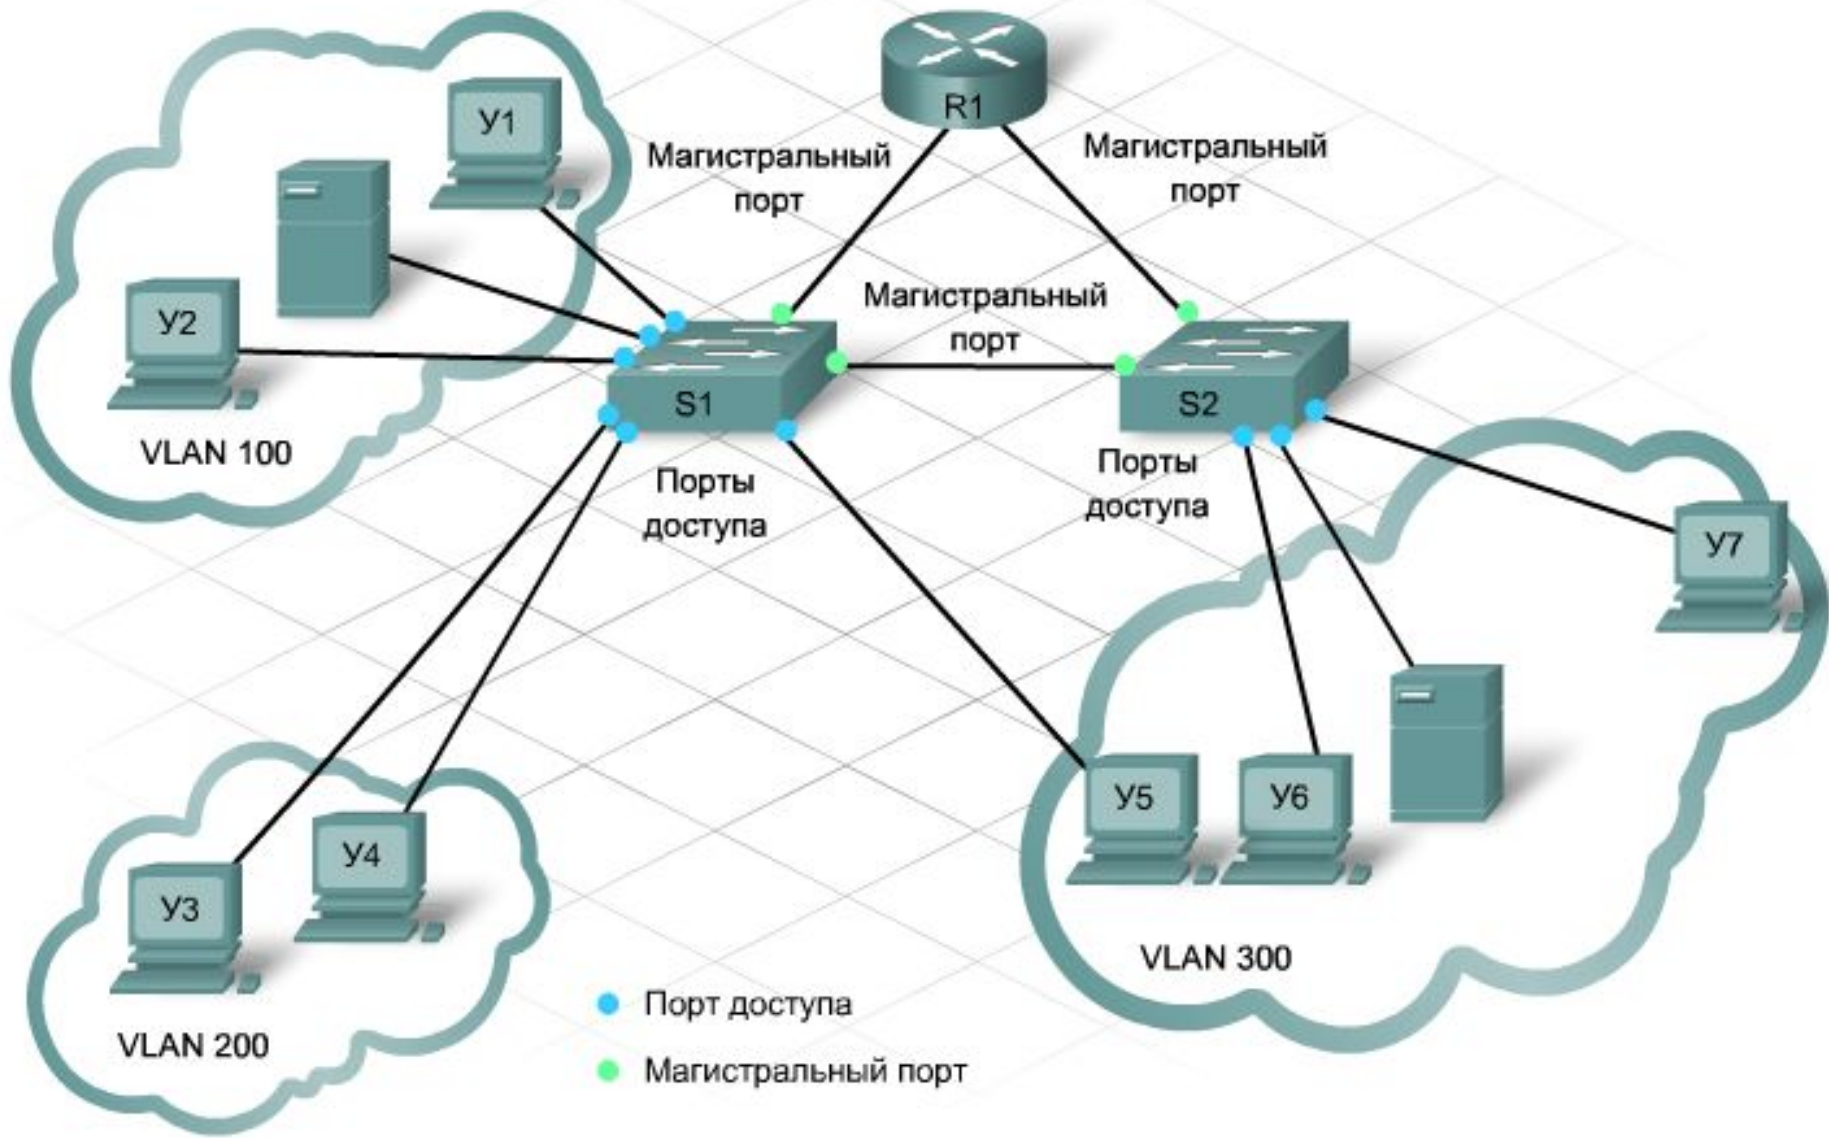 R1
У1
Магистральный
порт
Магистральный
порт
У2
Магистральный
порт
S1
S2
VLAN 100
Порты
доступа
Порты
доступа
У7
У5
У6
У4
У3
VLAN 300
Порт доступа
VLAN 200
Магистральный порт